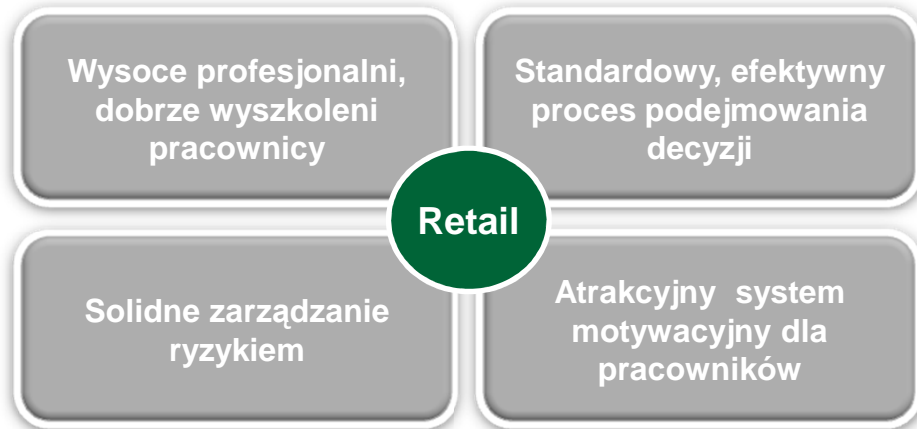 Wysoce profesjonalni,
dobrze wyszkoleni
pracownicy
Standardowy, efektywny
proces podejmowania
decyzji
Retail
Solidne zarządzanie
ryzykiem
Atrakcyjny system
motywacyjny dla
pracowników